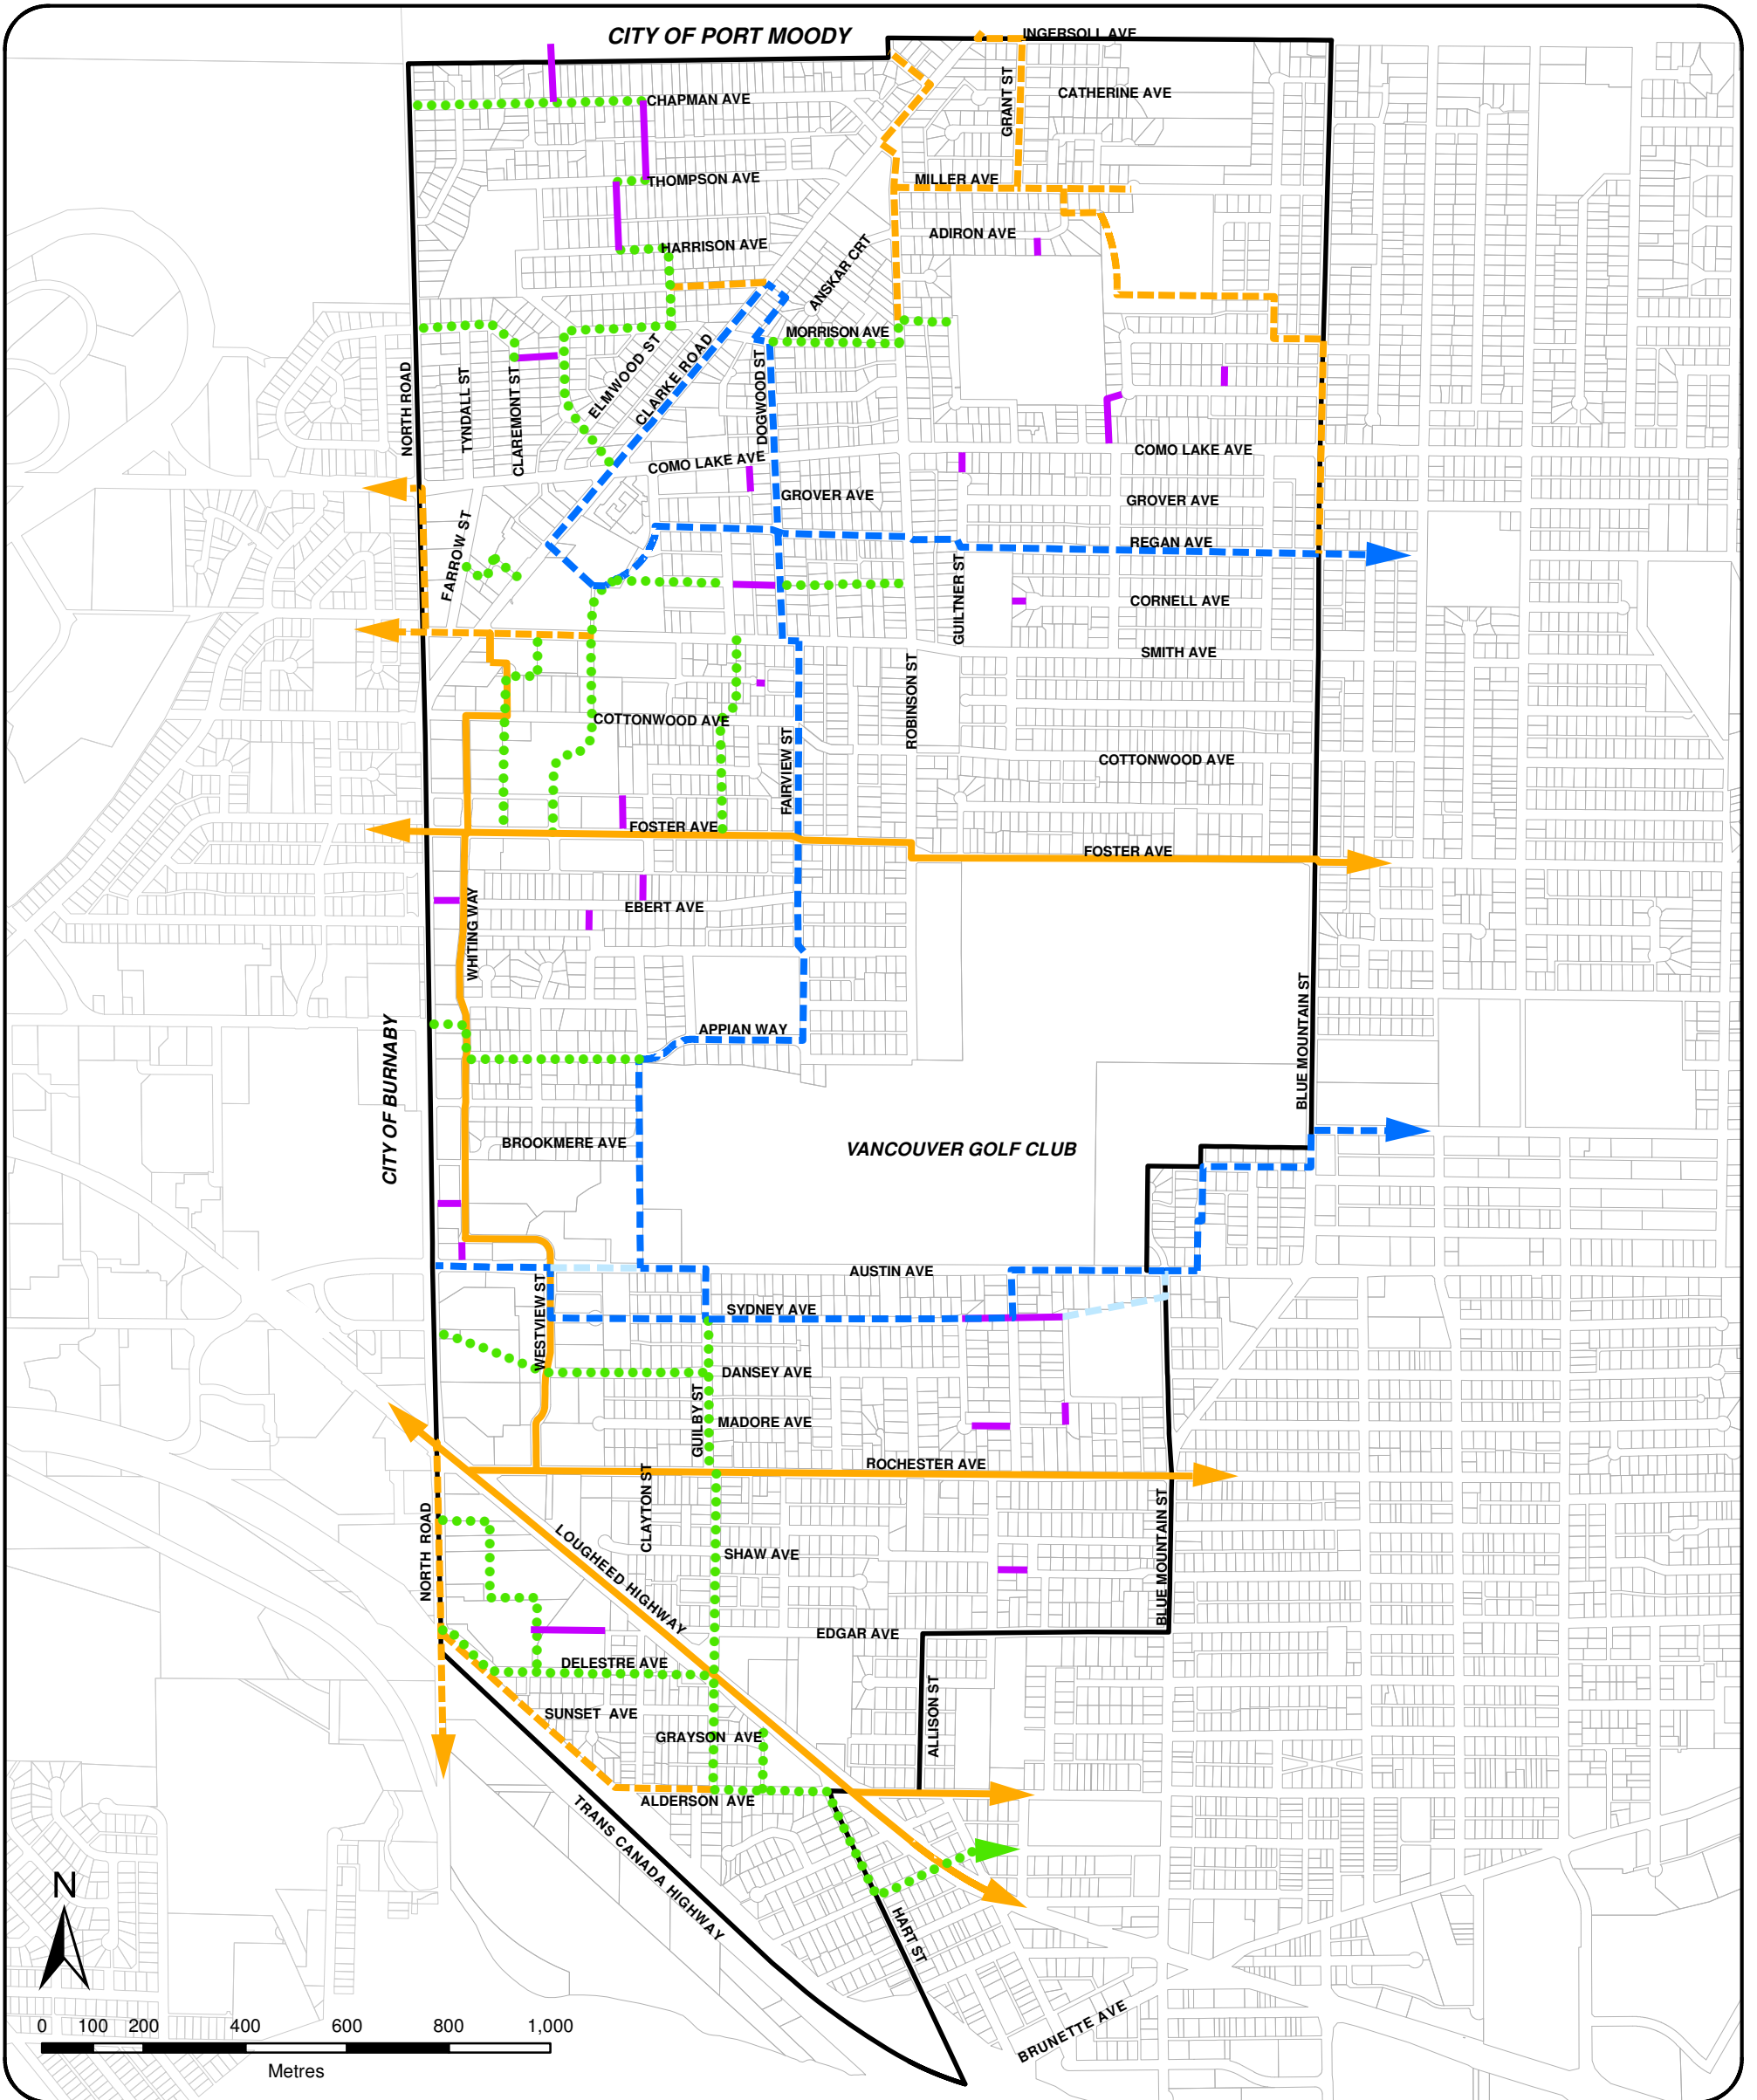 CITY OF PORT MOODY
INGERSOLL AVE
CHAPMAN AVE
GRANT ST
CATHERINE AVE
THOMPSON AVE
MILLER AVE
HARRISON AVE
ANSKAR CRT
ADIRON AVE
MORRISON AVE
NORTH ROAD
TYNDALL ST
CLAREMONT ST
ELMWOOD ST
CLARKE ROAD
DOGWOOD ST
COMO LAKE AVE
COMO LAKE AVE
GROVER AVE
GROVER AVE
FARROW ST
REGAN AVE
GUILTNER ST
CORNELL AVE
SMITH AVE
ROBINSON ST
COTTONWOOD AVE
FAIRVIEW ST
COTTONWOOD AVE
FOSTER AVE
FOSTER AVE
WHITING WAY
EBERT AVE
BLUE MOUNTAIN ST
APPIAN WAY
CITY OF BURNABY
BROOKMERE AVE
VANCOUVER GOLF CLUB
AUSTIN AVE
WESTVIEW ST
SYDNEY AVE
DANSEY AVE
GUILBY ST
MADORE AVE
ROCHESTER AVE
CLAYTON ST
NORTH ROAD
LOUGHEED HIGHWAY
SHAW AVE
BLUE MOUNTAIN ST
EDGAR AVE
DELESTRE AVE
ALLISON ST
SUNSET AVE
GRAYSON AVE
ALDERSON AVE
TRANS CANADA HIGHWAY
HART ST
BRUNETTE AVE
N
0 100 200 400 600 800 1,000
Metres